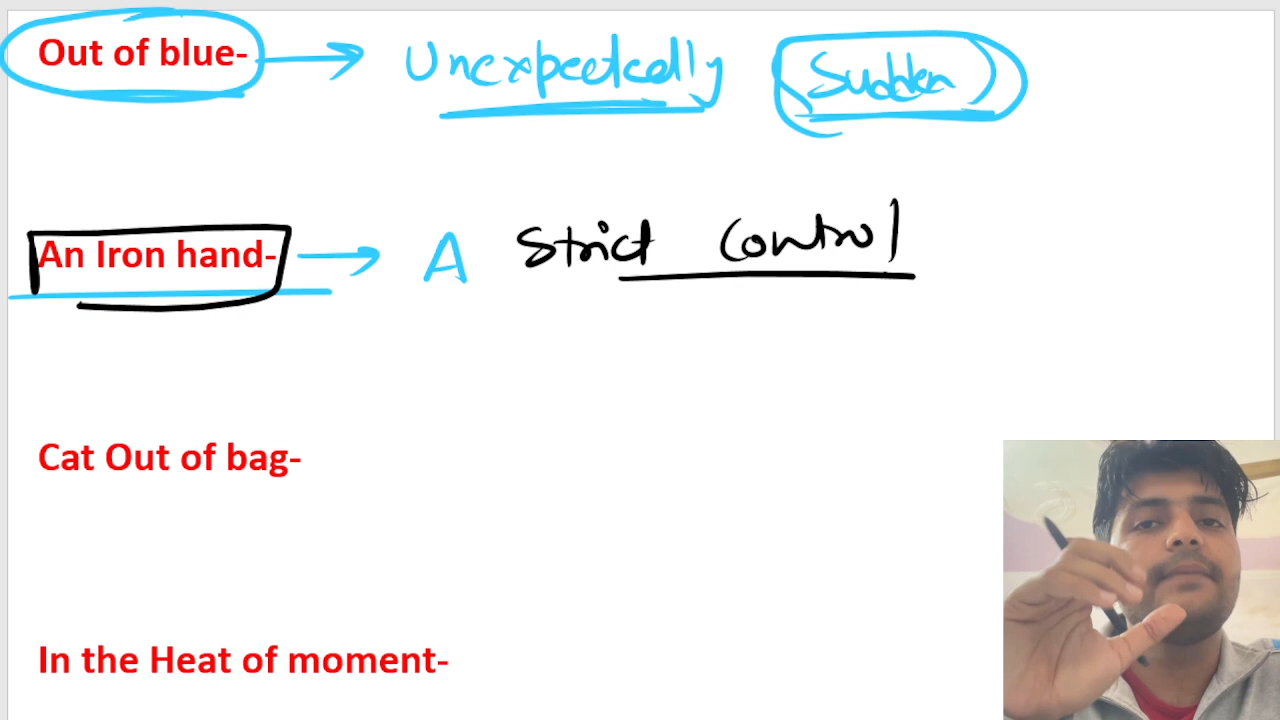 Out of blue- Unexpectedly (Sudden)
An Iron hand- A Strict Control
Cat Out of bag-
In the Heat of moment-